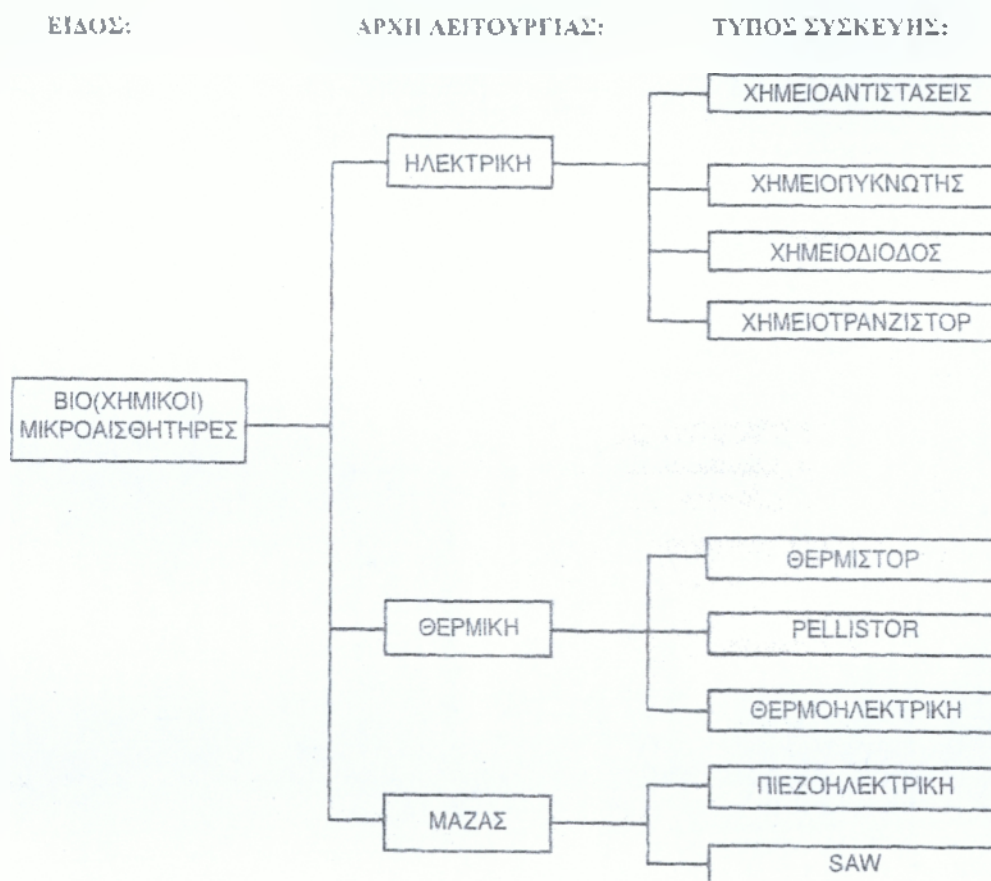 ΕΙΔΟΣ: ΑΡΧΗ ΛΕΙΤΟΥΡΓΙΑΣ: ΤΥΠΟΣ ΣΥΣΚΕΥΗΣ:
ΧΗΜΕΙΟΑΝΤΙΣΤΑΣΕΙΣ
ΗΛΕΚΤΡΙΚΗ
ΧΗΜΕΙΟΠΥΚΝΩΤΗΣ
ΧΗΜΕΙΟΔΙΟΔΟΣ
ΧΗΜΕΙΟΤΡΑΝΖΙΣΤΟΡ
ΒΙΟ(ΧΗΜΙΚΟΙ)
ΜΙΚΡΟΑΙΣΘΗΤΗΡΕΣ
ΘΕΡΜΙΣΤΟΡ
ΘΕΡΜΙΚΗ
PELLISTOR
ΘΕΡΜΟΗΛΕΚΤΡΙΚΗ
ΠΙΕΖΟΗΛΕΚΤΡΙΚΗ
ΜΑΖΑΣ
SAW